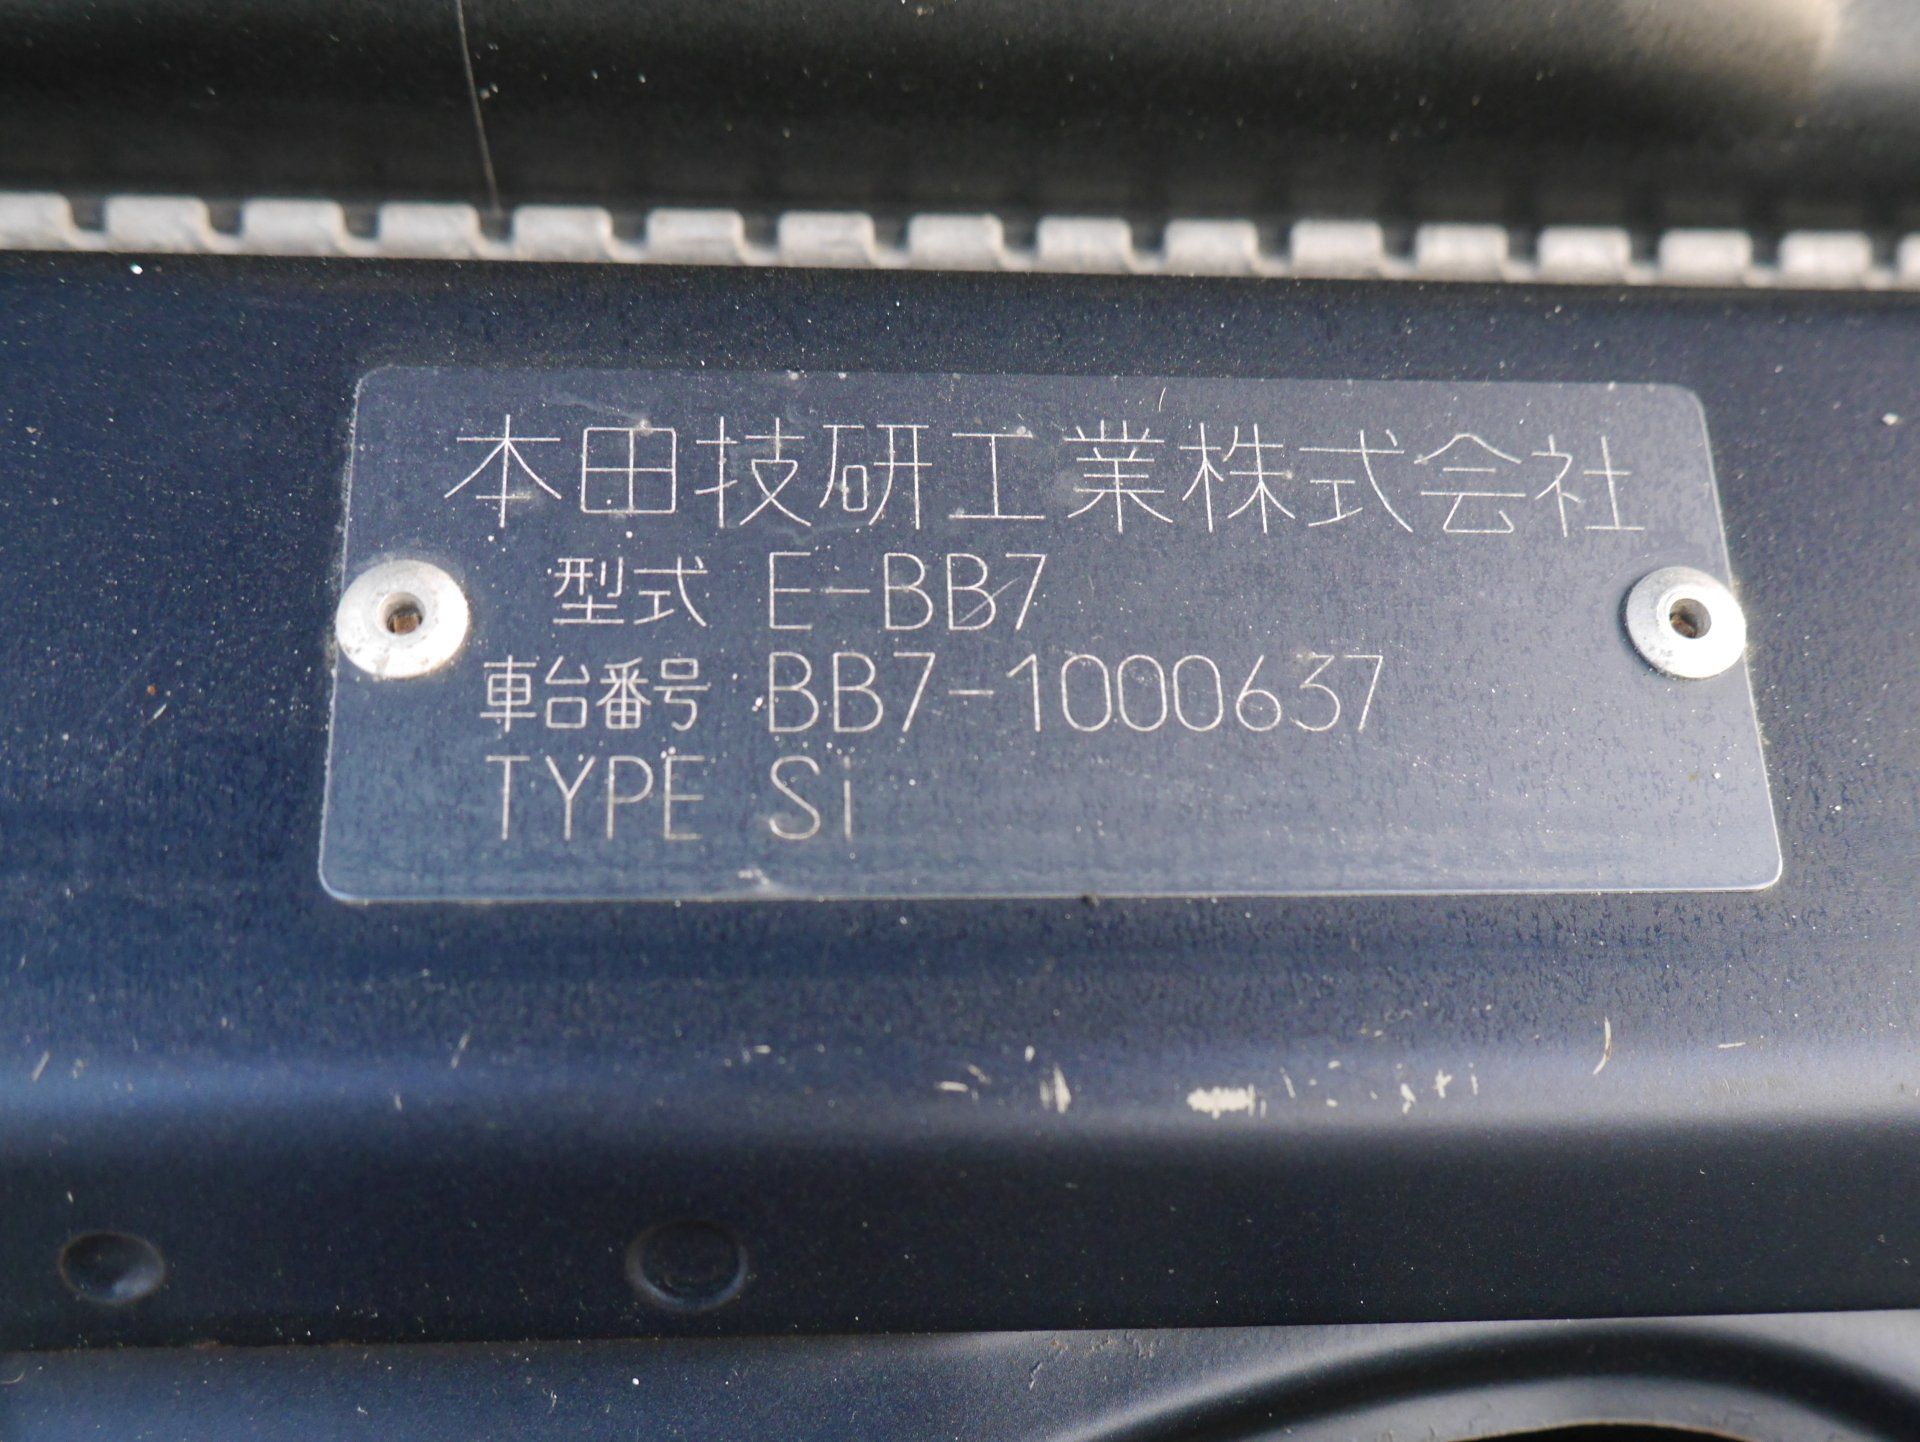 本田技研工業株式会社
型式 E-BB7
車台番号 BB7-1000637
TYPE Si